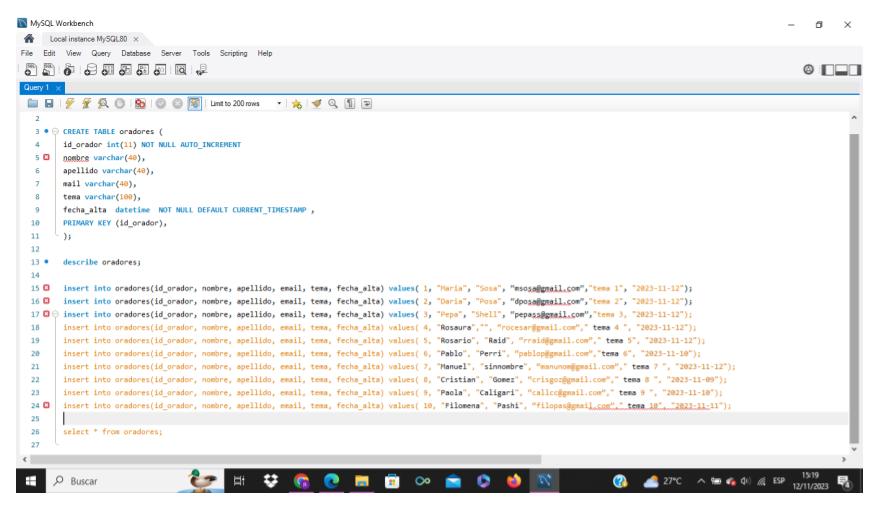 MySQL Workbench
Local instance MySQL80 ×
File Edit View Query Database Server Tools Scripting Help
Query 1 ×
Limit to 200 rows
2
3 CREATE TABLE oradores (
4 id_orador int(11) NOT NULL AUTO_INCREMENT
5 nombre varchar(40),
6 apellido varchar(40),
7 mail varchar(40),
8 tema varchar(100),
9 fecha_alta datetime NOT NULL DEFAULT CURRENT_TIMESTAMP ,
10 PRIMARY KEY (id_orador),
11 );
12
13 describe oradores;
14
15 insert into oradores(id_orador, nombre, apellido, email, tema, fecha_alta) values( 1, "Maria", "Sosa", “msosa@gmail.com”,"tema 1", "2023-11-12");
16 insert into oradores(id_orador, nombre, apellido, email, tema, fecha_alta) values( 2, "Daria", "Posa", “dposa@gmail.com”,"tema 2", "2023-11-12");
17 insert into oradores(id_orador, nombre, apellido, email, tema, fecha_alta) values( 3, "Pepa", "Shell", “pepass@gmail.com”,"tema 3, "2023-11-12");
18 insert into oradores(id_orador, nombre, apellido, email, tema, fecha_alta) values( 4, "Rosaura","", “rocesar@gmail.com”," tema 4 ", "2023-11-12");
19 insert into oradores(id_orador, nombre, apellido, email, tema, fecha_alta) values( 5, "Rosario", "Raid", “rraid@gmail.com”," tema 5", "2023-11-12");
20 insert into oradores(id_orador, nombre, apellido, email, tema, fecha_alta) values( 6, "Pablo", "Perri", “pablop@gmail.com”,"tema 6", "2023-11-10");
21 insert into oradores(id_orador, nombre, apellido, email, tema, fecha_alta) values( 7, "Manuel", "sinnombre", “manunom@gmail.com”," tema 7 ", "2023-11-12");
22 insert into oradores(id_orador, nombre, apellido, email, tema, fecha_alta) values( 8, "Cristian", "Gomez", “crisgoz@gmail.com”," tema 8 ", "2023-11-09");
23 insert into oradores(id_orador, nombre, apellido, email, tema, fecha_alta) values( 9, "Paola", "Caligari", “calicc@gmail.com”," tema 9 ", "2023-11-10");
24 insert into oradores(id_orador, nombre, apellido, email, tema, fecha_alta) values( 10, "Filomena", "Pashi", “filopas@gmail.com”," tema 10", "2023-11-11");
25
26 select * from oradores;
27
Buscar
27°C
ESP
15:19
12/11/2023
4